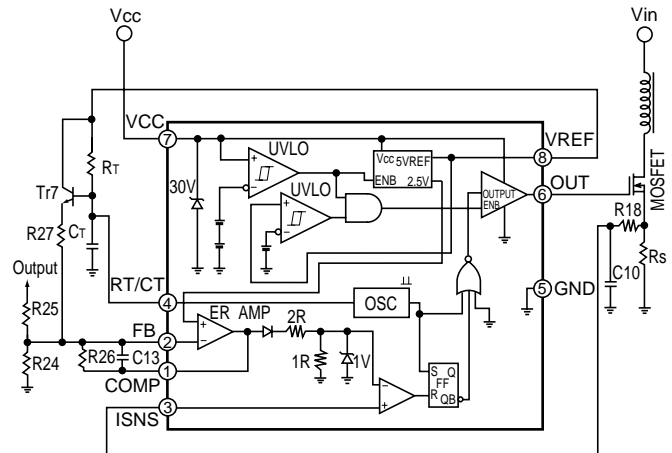 Vcc
Vin
VCC
7
UVLO
VREF
8
RT
Vcc 5VREF
ENB 2.5V
OUT
6
MOSFET
30V
UVLO
OUTPUT
ENB
Tr7
R27
CT
R18
Rs
C10
Output
RT/CT
4
OSC
5
GND
R25
FB
2
ER AMP
2R
R24
R26
C13
1R
1V
COMP
1
S Q
FF
R QB
3
ISNS
+
−